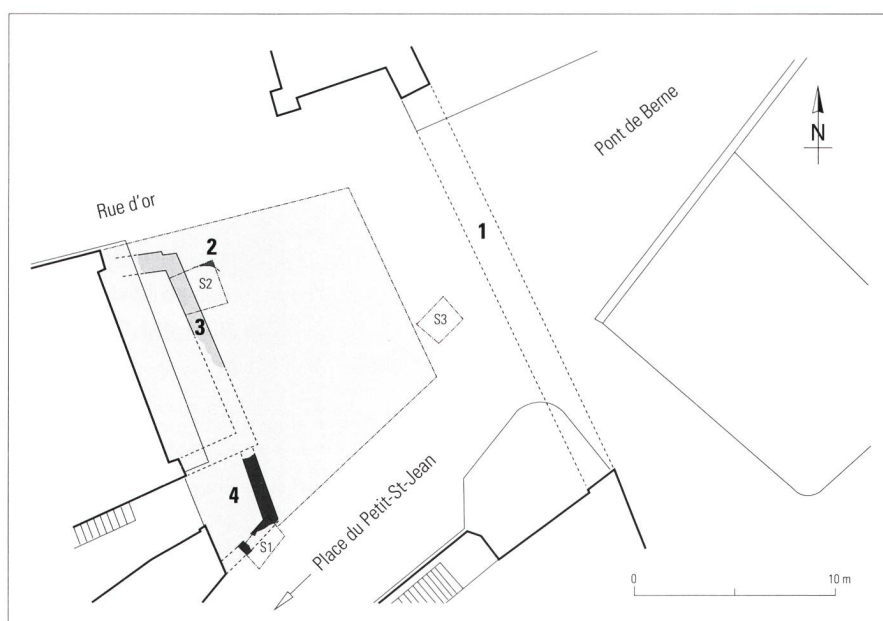 Pont de Berne
N
Rue d'or
2
1
S2
S3
3
4
Place du Petit-St-Jean
S1
0
10 m